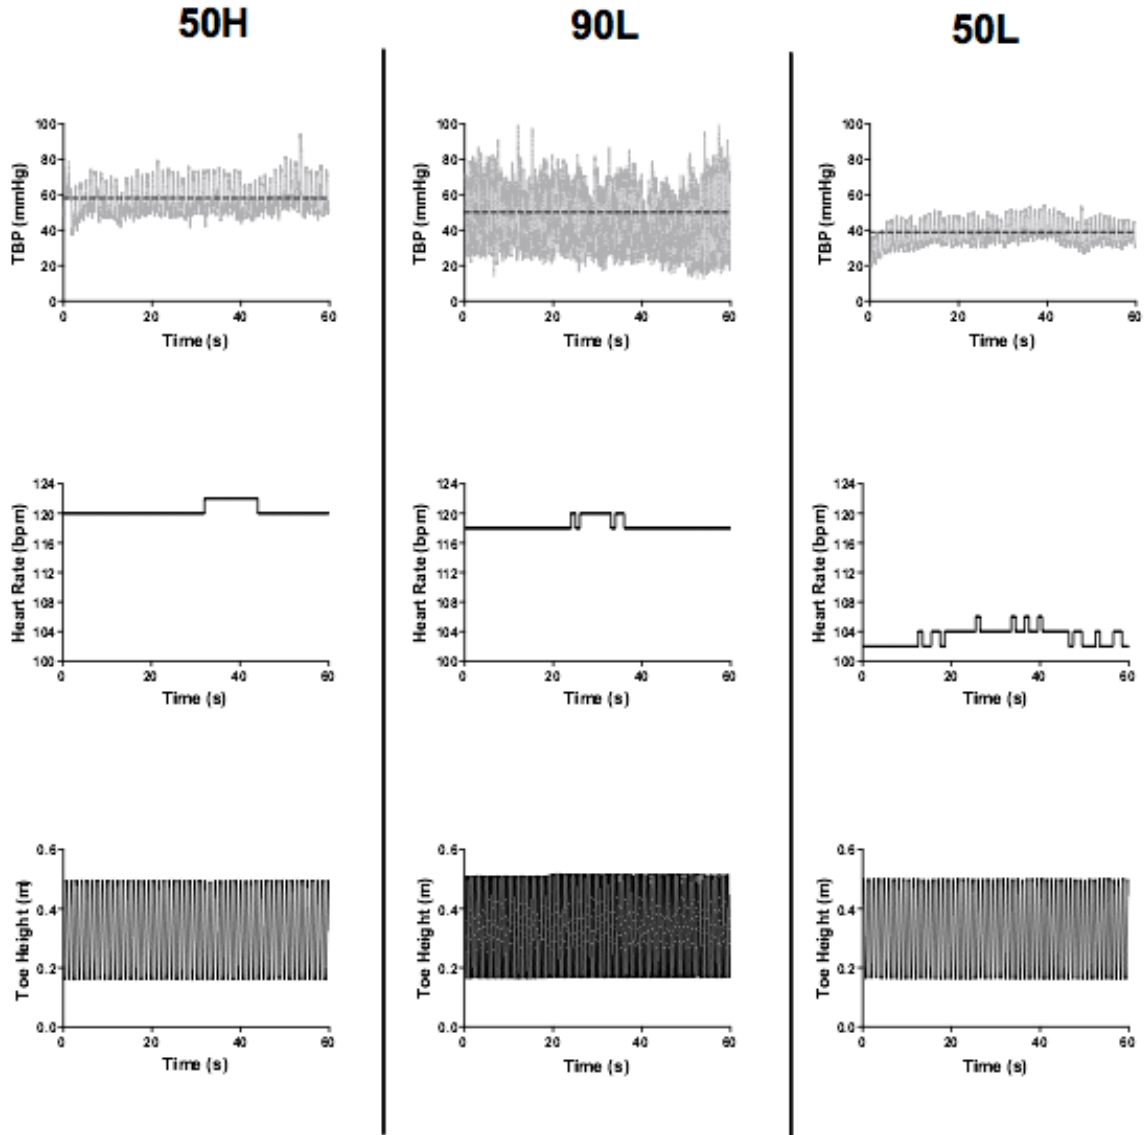 50H
90L
50L
TBP (mmHg)
100
80
60
40
20
0
0 20 40 60
Time (s)
TBP (mmHg)
100
80
60
40
20
0
0 20 40 60
Time (s)
TBP (mmHg)
100
80
60
40
20
0
0 20 40 60
Time (s)
Heart Rate (bpm)
124
120
116
112
108
104
100
0 20 40 60
Time (s)
Heart Rate (bpm)
124
120
116
112
108
104
100
0 20 40 60
Time (s)
Heart Rate (bpm)
124
120
116
112
108
104
100
0 20 40 60
Time (s)
Toe Height (m)
0.6
0.4
0.2
0.0
0 20 40 60
Time (s)
Toe Height (m)
0.6
0.4
0.2
0.0
0 20 40 60
Time (s)
Toe Height (m)
0.6
0.4
0.2
0.0
0 20 40 60
Time (s)